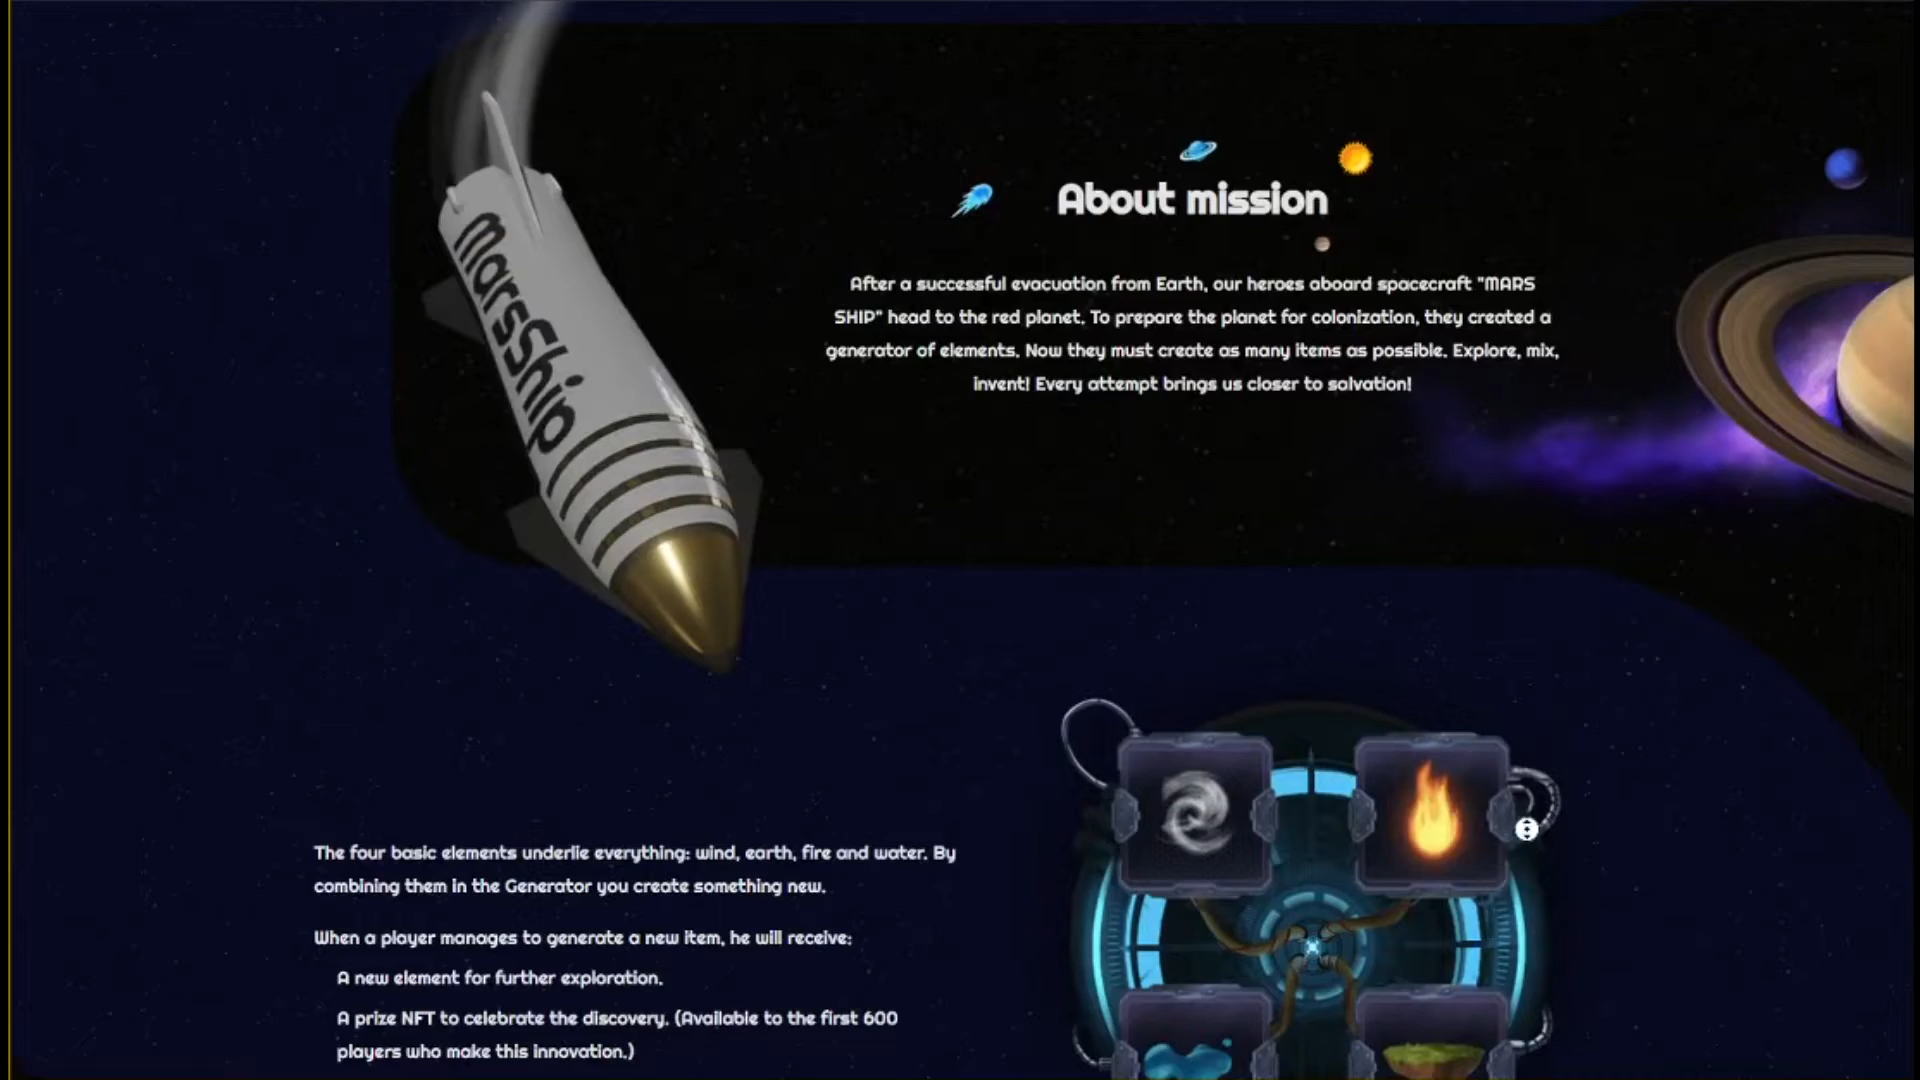 MarsShip
About mission
After a successful evacuation from Earth, our heroes aboard spacecraft "MARS
SHIP" head to the red planet. To prepare the planet for colonization, they created a
generator of elements. Now they must create as many items as possible. Explore, mix,
invent! Every attempt brings us closer to salvation!
The four basic elements underlie everything: wind, earth, fire and water. By
combining them in the Generator you create something new.
When a player manages to generate a new item, he will receive:
A new element for further exploration.
A prize NFT to celebrate the discovery. (Available to the first 600
players who make this innovation.)